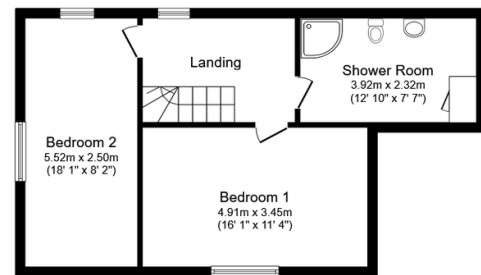 Landing
Shower Room
3.92m x 2.32m
(12' 10" x 7' 7")
Bedroom 2
5.52m x 2.50m
(18' 1" x 8' 2")
Bedroom 1
4.91m x 3.45m
(16' 1" x 11' 4")